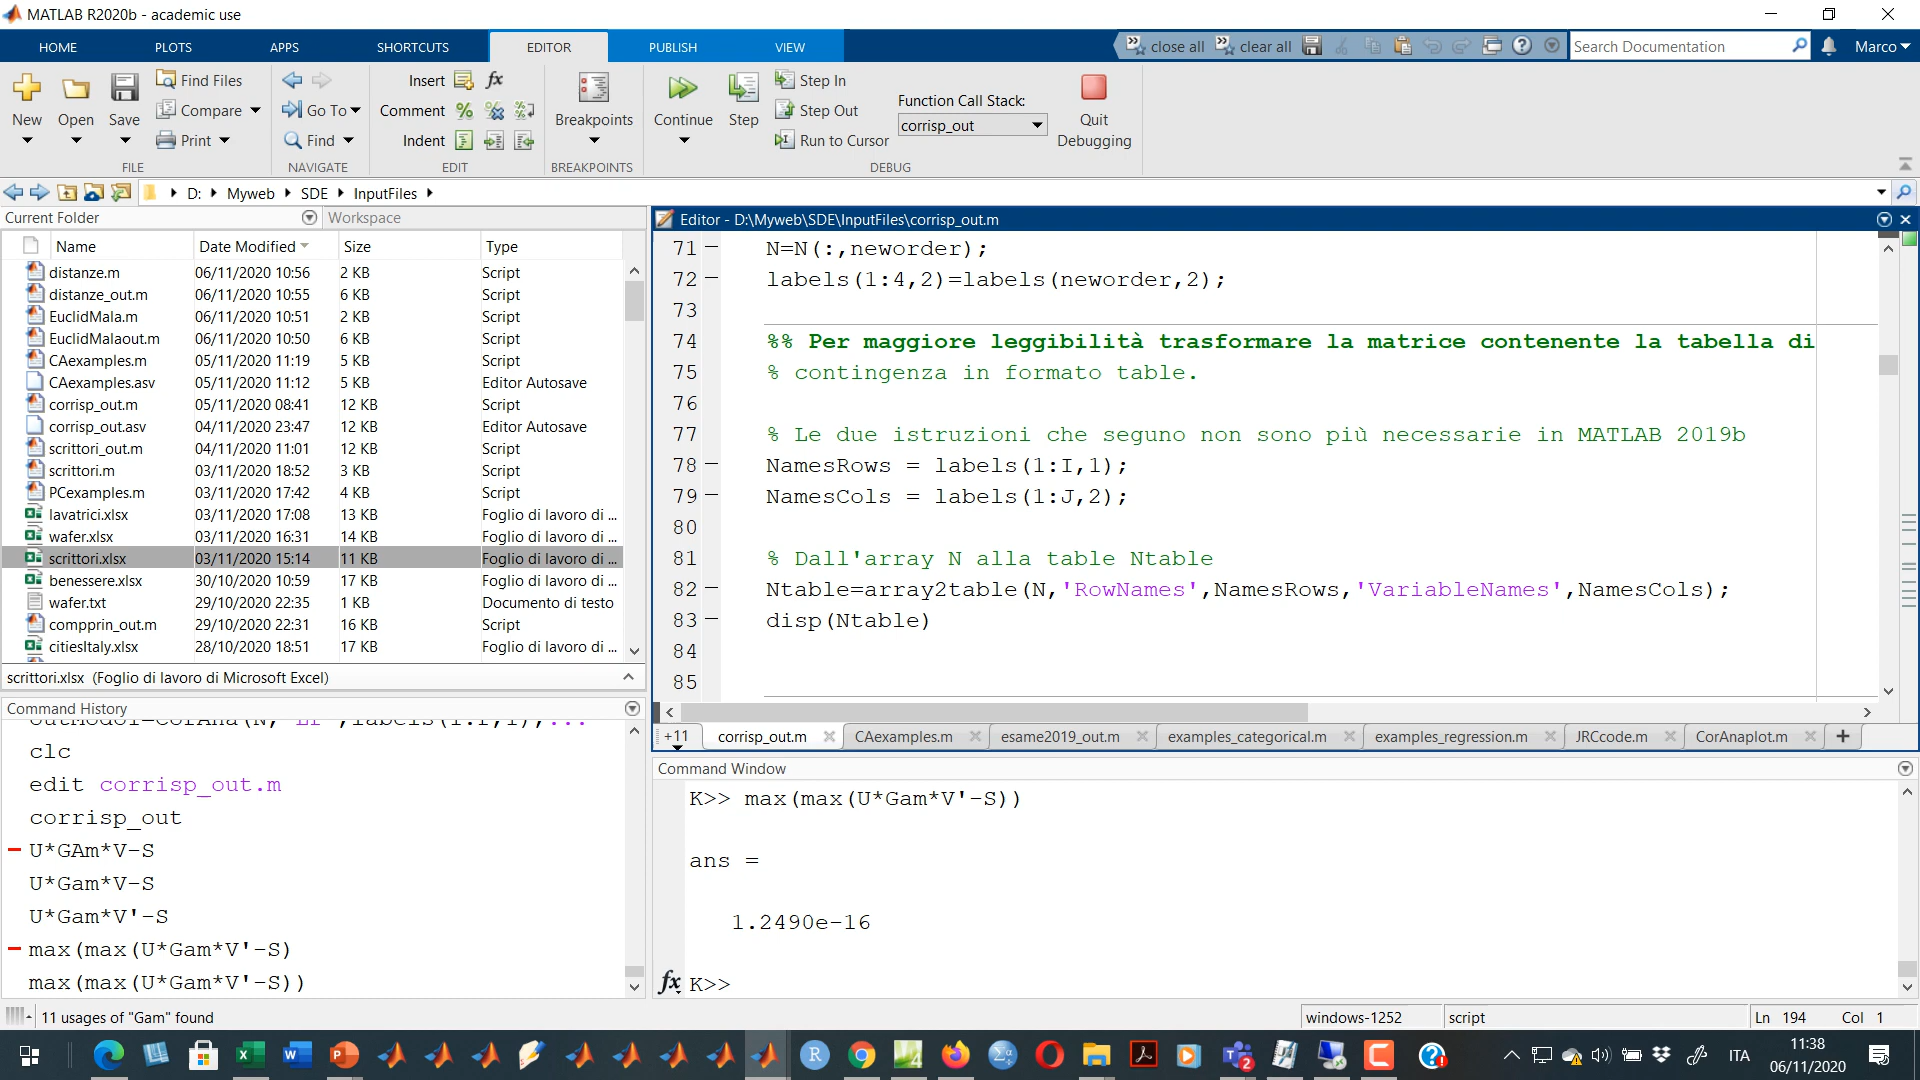 MATLAB R2020b - academic use
HOME PLOTS APPS SHORTCUTS EDITOR PUBLISH VIEW close all clear all Search Documentation Marco
New Open Save Find Files Compare Print
FILE
Go To Find
NAVIGATE
Insert fx
Comment
Indent
EDIT
Breakpoints
BREAKPOINTS
Continue Step Step In Step Out Run to Cursor
Function Call Stack:
corrisp_out
Quit Debugging
DEBUG
D: Myweb SDE InputFiles
Current Folder Workspace
Name Date Modified Size Type
distanze.m 06/11/2020 10:56 2 KB Script
distanze_out.m 06/11/2020 10:55 6 KB Script
EuclidMala.m 06/11/2020 10:51 2 KB Script
EuclidMalaout.m 06/11/2020 10:50 6 KB Script
CAexamples.m 05/11/2020 11:19 5 KB Script
CAexamples.asv 05/11/2020 11:12 5 KB Editor Autosave
corrisp_out.m 05/11/2020 08:41 12 KB Script
corrisp_out.asv 04/11/2020 23:47 12 KB Editor Autosave
scrittori_out.m 04/11/2020 11:01 12 KB Script
scrittori.m 03/11/2020 18:52 3 KB Script
PCexamples.m 03/11/2020 17:42 4 KB Script
lavatrici.xlsx 03/11/2020 17:08 13 KB Foglio di lavoro di ...
wafer.xlsx 03/11/2020 16:31 14 KB Foglio di lavoro di ...
scrittori.xlsx 03/11/2020 15:14 11 KB Foglio di lavoro di ...
benessere.xlsx 30/10/2020 10:59 17 KB Foglio di lavoro di ...
wafer.txt 29/10/2020 22:35 1 KB Documento di testo
compprin_out.m 29/10/2020 22:31 16 KB Script
citiesItaly.xlsx 28/10/2020 18:51 17 KB Foglio di lavoro di ...
scrittori.xlsx (Foglio di lavoro di Microsoft Excel)
Command History
clc
edit corrisp_out.m
corrisp_out
U*GAm*V-S
U*Gam*V-S
U*Gam*V'-S
max(max(U*Gam*V'-S)
max(max(U*Gam*V'-S))
Editor - D:\Myweb\SDE\InputFiles\corrisp_out.m
71 N=N(:,neworder);
72 labels(1:4,2)=labels(neworder,2);
73
74 %% Per maggiore leggibilità trasformare la matrice contenente la tabella di
75 % contingenza in formato table.
76
77 % Le due istruzioni che seguno non sono più necessarie in MATLAB 2019b
78 NamesRows = labels(1:I,1);
79 NamesCols = labels(1:J,2);
80
81 % Dall'array N alla table Ntable
82 Ntable=array2table(N,'RowNames',NamesRows,'VariableNames',NamesCols);
83 disp(Ntable)
84
85
+11 corrisp_out.m CAexamples.m esame2019_out.m examples_categorical.m examples_regression.m JRCcode.m CorAnaplot.m
Command Window
K>> max(max(U*Gam*V'-S))
ans =
1.2490e-16
fx K>>
11 usages of "Gam" found windows-1252 script Ln 194 Col 1
ITA 11:38
06/11/2020